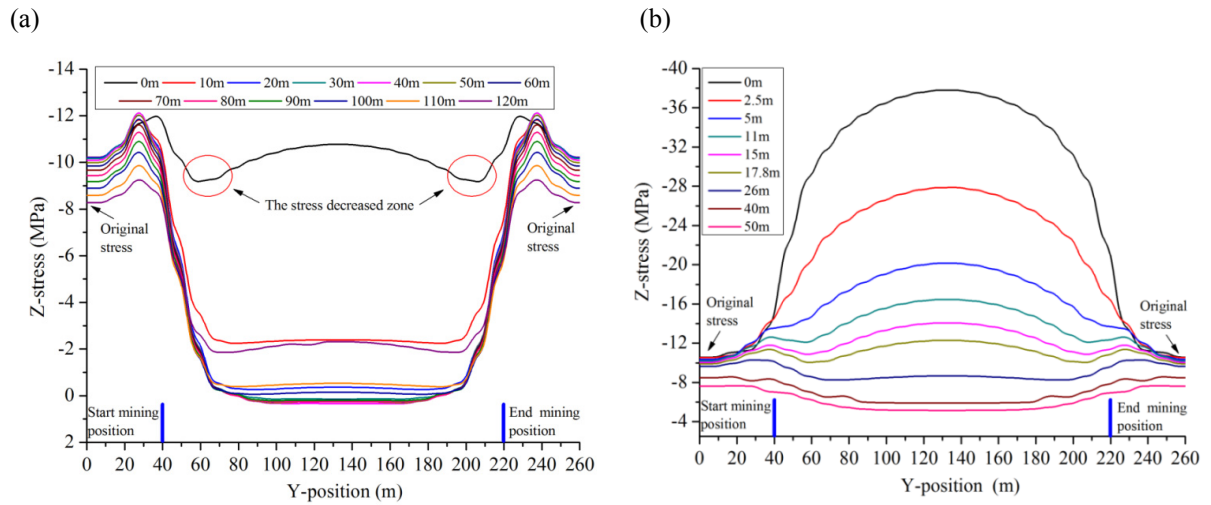 (a)
-14
-12
-10
-8
-6
-4
-2
0
2
Z-stress (MPa)
0m 10m 20m 30m 40m 50m 60m
70m 80m 90m 100m 110m 120m
The stress decreased zone
Original
stress
Original
stress
Start mining
position
End mining
position
0 20 40 60 80 100 120 140 160 180 200 220 240 260
Y-position (m)
(b)
-40
-36
-32
-28
-24
-20
-16
-12
-8
-4
Z-stress (MPa)
0m
2.5m
5m
11m
15m
17.8m
26m
40m
50m
Original
stress
Original
stress
Start mining
position
End mining
position
0 20 40 60 80 100 120 140 160 180 200 220 240 260
Y-position (m)